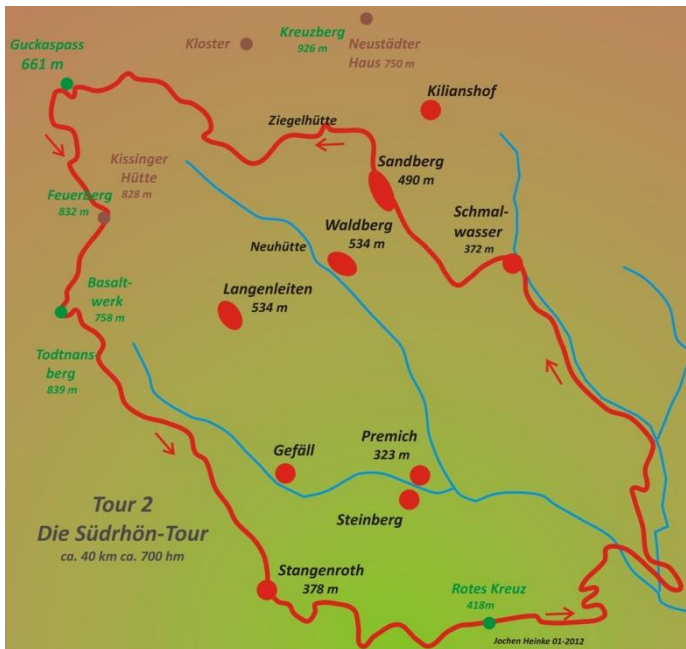 Guckaspass
661 m
Kloster
Kreuzberg
926 m
Neustädter
Haus 750 m
Kilianshof
Ziegelhütte
Sandberg
490 m
Kissinger
Hütte
828 m
Feuerberg
832 m
Waldberg
534 m
Neuhütte
Schmal-
wasser
372 m
Basalt-
werk
758 m
Langenleiten
534 m
Todtnans-
berg
839 m
Gefäll
Premich
323 m
Steinberg
Tour 2
Die Südrhön-Tour
ca. 40 km ca. 700 hm
Stangenroth
378 m
Rotes Kreuz
418m
Jochen Heinke 01-2012